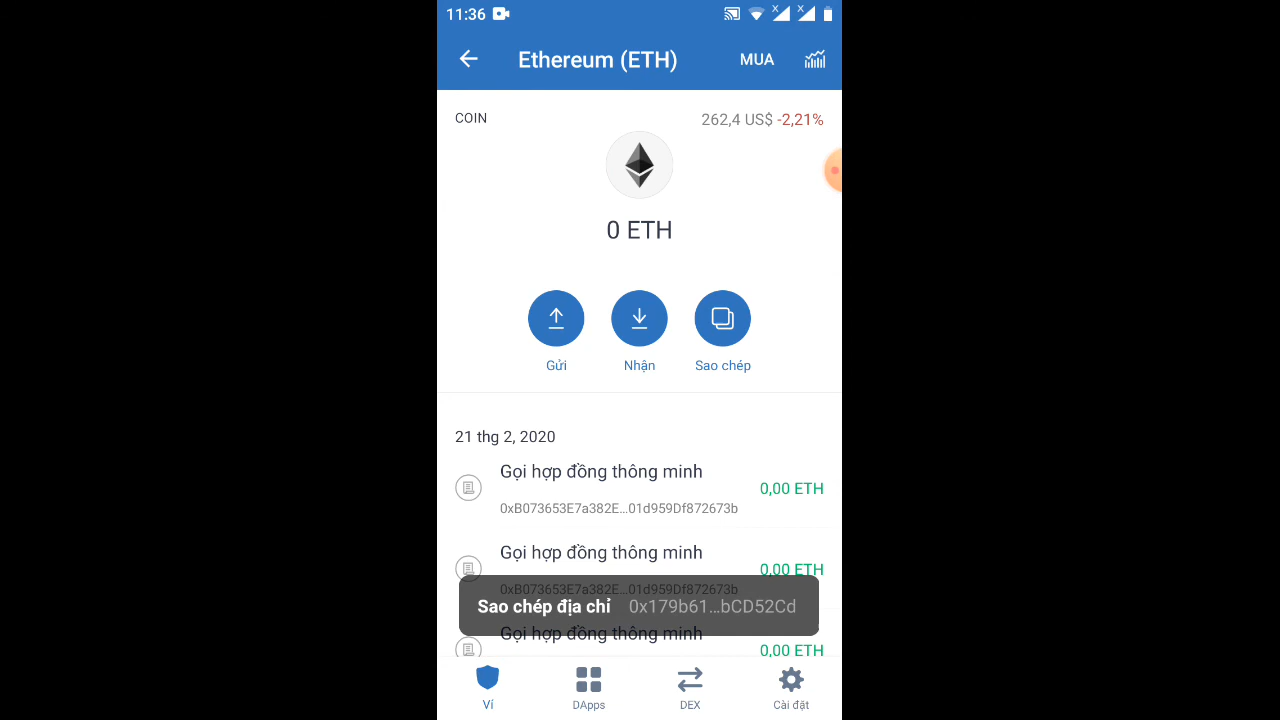 11:36
Ethereum (ETH)
MUA
COIN
262,4 US$ -2,21%
0 ETH
Gửi
Nhận
Sao chép
21 thg 2, 2020
Gọi hợp đồng thông minh
0,00 ETH
0xB073653E7a382E...01d959Df872673b
Gọi hợp đồng thông minh
0,00 ETH
0xB073653E7a382E...01d959Df872673b
Sao chép địa chỉ 0x179b61...bCD52Cd
Gọi hợp đồng thông minh
0,00 ETH
Ví
DApps
DEX
Cài đặt